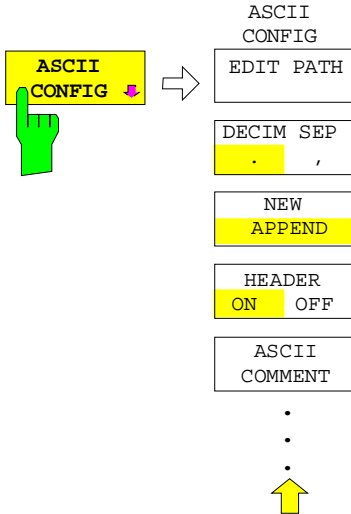 ASCII
CONFIG
ASCII
CONFIG
EDIT PATH
DECIM SEP
. ,
NEW
APPEND
HEADER
ON OFF
ASCII
COMMENT
.
.
.